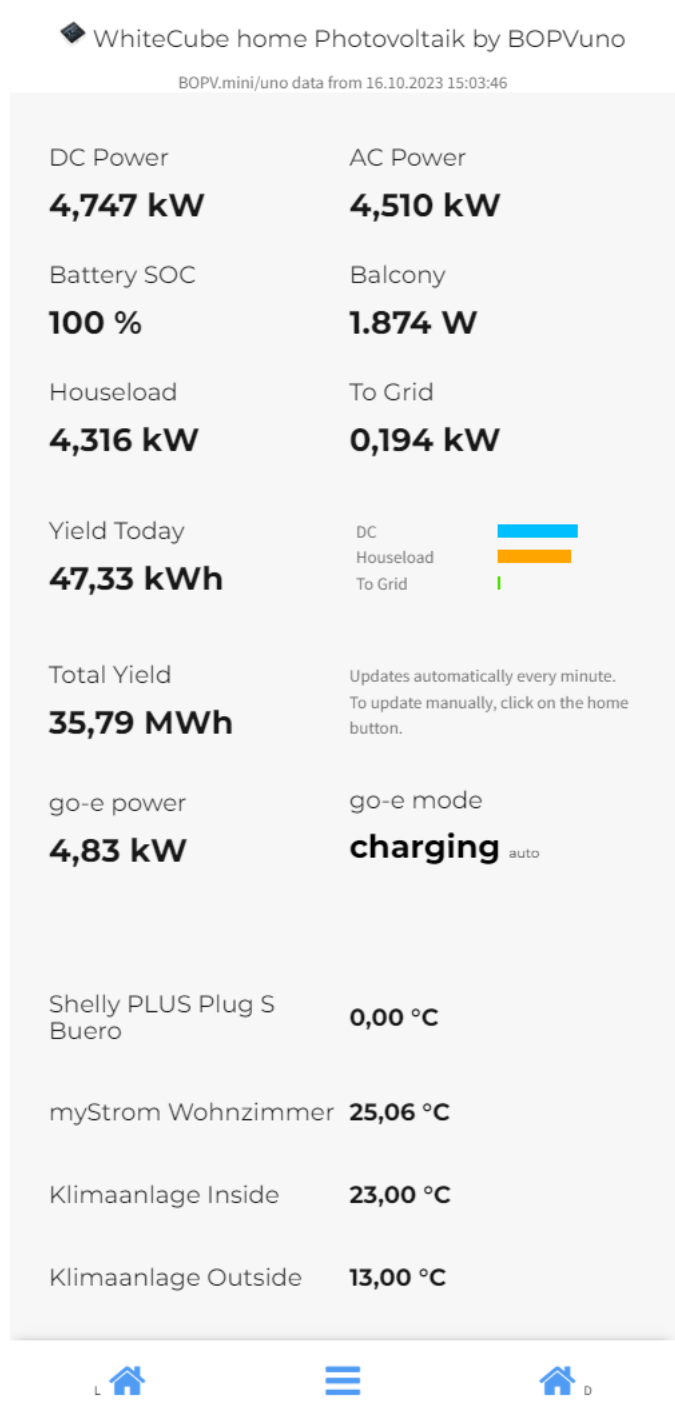 WhiteCube home Photovoltaik by BOPVuno
BOPV.mini/uno data from 16.10.2023 15:03:46
DC Power
AC Power
4,747 kW
4,510 kW
Battery SOC
Balcony
100 %
1.874 W
Houseload
To Grid
4,316 kW
0,194 kW
Yield Today
47,33 kWh
DC
Houseload
To Grid
Total Yield
35,79 MWh
Updates automatically every minute.
To update manually, click on the home
button.
go-e power
go-e mode
4,83 kW
charging auto
Shelly PLUS Plug S
Buero
0,00 °C
myStrom Wohnzimmer 25,06 °C
Klimaanlage Inside 23,00 °C
Klimaanlage Outside 13,00 °C
L
D